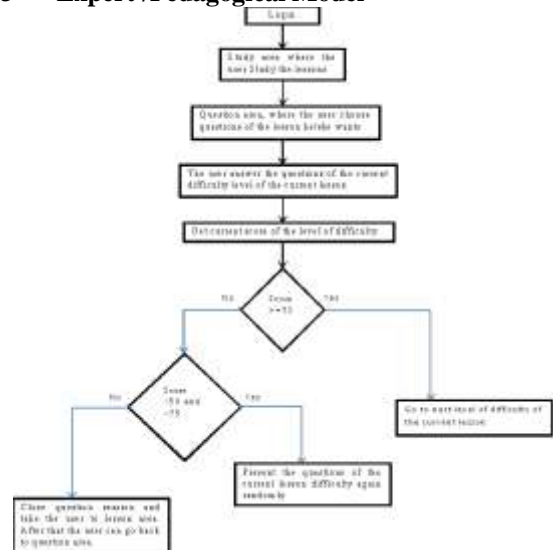 Expert /Pedagogical Model
Login
Study area where the
user Study the lessons
Question area, where the user choose
questions of the lesson he/she wants
The user answer the questions of the current
difficulty level of the current lesson
Get current score of the level of difficulty
Score
No
Yes
Score
and
No
Yes
Go to next level of difficulty of
the current lesson
Present the questions of the
current lesson difficulty again
randomly
Close question session and
take the user to lesson area.
After that the user can go back
to question area.